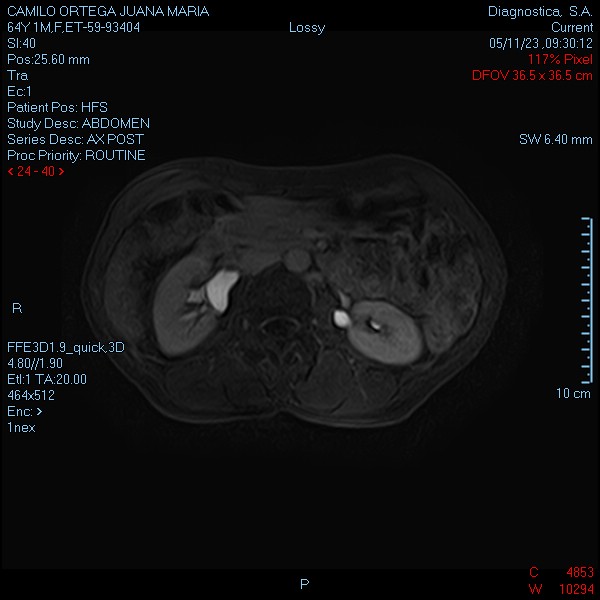 CAMILO ORTEGA JUANA MARIA
64Y 1M,F,ET-59-93404
SI:40
Pos:25.60 mm
Tra
Ec:1
Patient Pos: HFS
Study Desc: ABDOMEN
Series Desc: AX POST
Proc Priority: ROUTINE
< 24 - 40 >
Lossy
Diagnostica, S.A.
Current
05/11/23 ,09:30:12
117% Pixel
DFOV 36.5 x 36.5 cm
SW 6.40 mm
R
FFE3D1.9_quick,3D
4.80//1.90
Etl:1 TA:20.00
464x512
Enc: >
1nex
10 cm
P
C 4853
W 10294